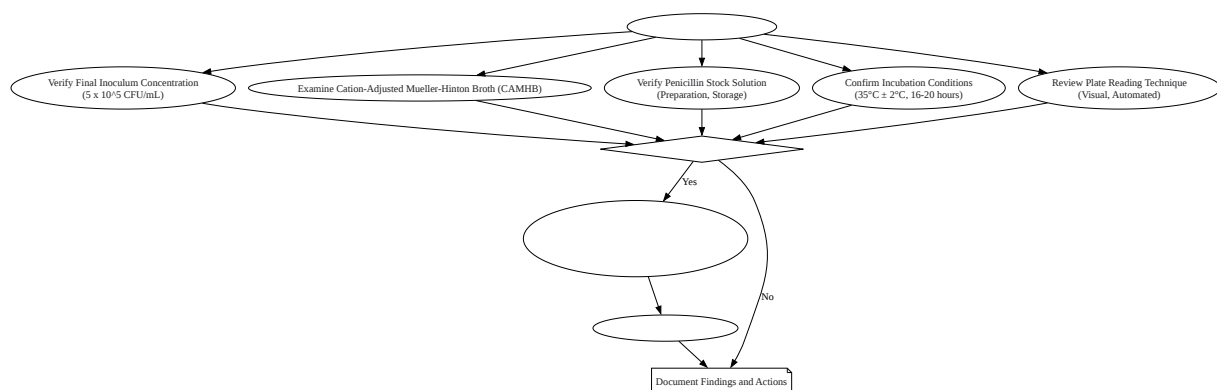 Verify Final Inoculum Concentration
(5 x 10^5 CFU/mL)
Examine Cation-Adjusted Mueller-Hinton Broth (CAMHB)
Verify Penicillin Stock Solution
(Preparation, Storage)
Confirm Incubation Conditions
(35°C ± 2°C, 16-20 hours)
Review Plate Reading Technique
(Visual, Automated)
Yes
No
Document Findings and Actions